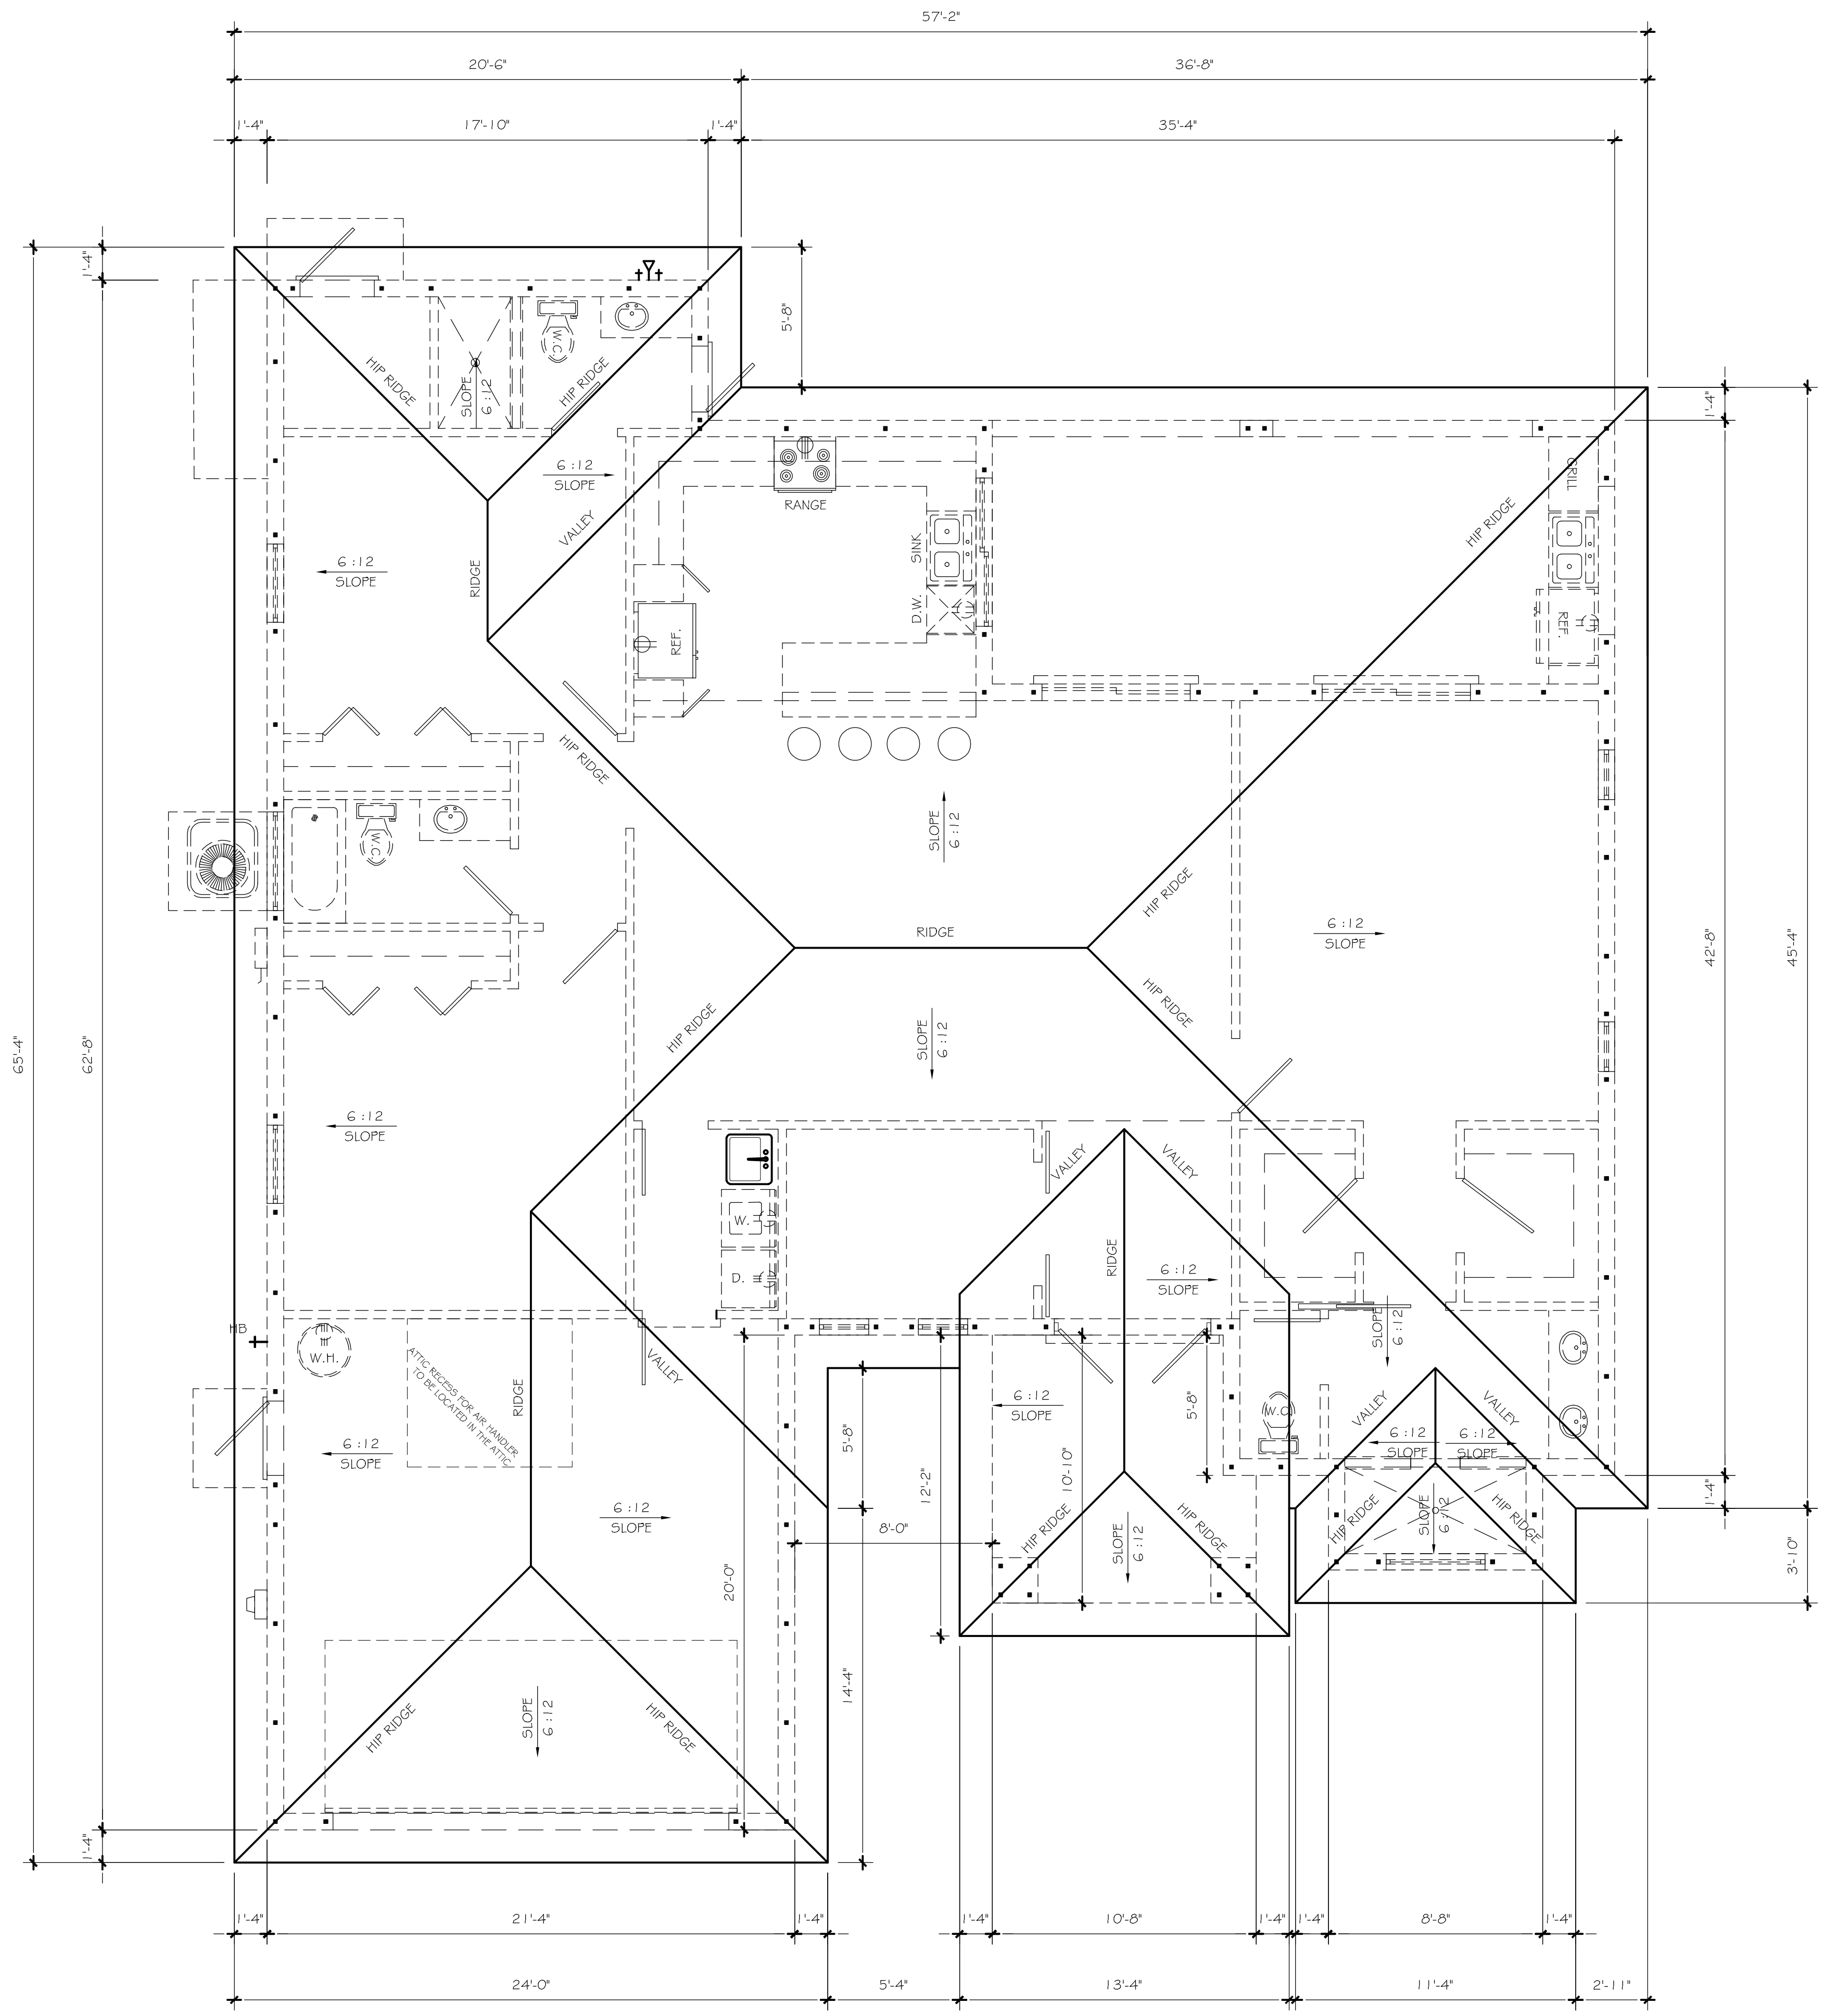 57'-2"
20'-6"
36'-8"
1'-4"
17'-10"
1'-4"
35'-4"
1'-4"
5'-8"
1'-4"
HIP RIDGE
SLOPE
6:12
W.C.
HIP RIDGE
6:12
SLOPE
VALLEY
RANGE
GRILL
HIP RIDGE
SINK
D.W.
REF.
REF.
6:12
SLOPE
RIDGE
HIP RIDGE
SLOPE
6:12
W.C.
HIP RIDGE
RIDGE
6:12
SLOPE
42'-8"
45'-4"
65'-4"
62'-8"
HIP RIDGE
SLOPE
6:12
HIP RIDGE
6:12
SLOPE
VALLEY
VALLEY
W.
D.
RIDGE
6:12
SLOPE
HB
W.H.
ATTIC RECESS FOR AIR HANDLER
TO BE LOCATED IN THE ATTIC
RIDGE
VALLEY
SLOPE
6:12
6:12
SLOPE
5'-8"
W.C.
VALLEY
VALLEY
6:12
SLOPE
6:12
SLOPE
6:12
SLOPE
5'-8"
10'-10"
12'-2"
6:12
SLOPE
8'-0"
HIP RIDGE
SLOPE
6:12
HIP RIDGE
HIP RIDGE
SLOPE
6:12
HIP RIDGE
1'-4"
3'-10"
20'-0"
14'-4"
HIP RIDGE
SLOPE
6:12
HIP RIDGE
1'-4"
1'-4"
21'-4"
1'-4"
1'-4"
10'-8"
1'-4"
1'-4"
8'-8"
1'-4"
24'-0"
5'-4"
13'-4"
11'-4"
2'-11"